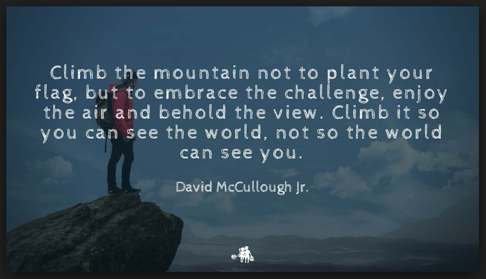 Climb the mountain not to plant your
flag, but to embrace the challenge, enjoy
the air and behold the view. Climb it so
you can see the world, not so the world
can see you.
David McCullough Jr.